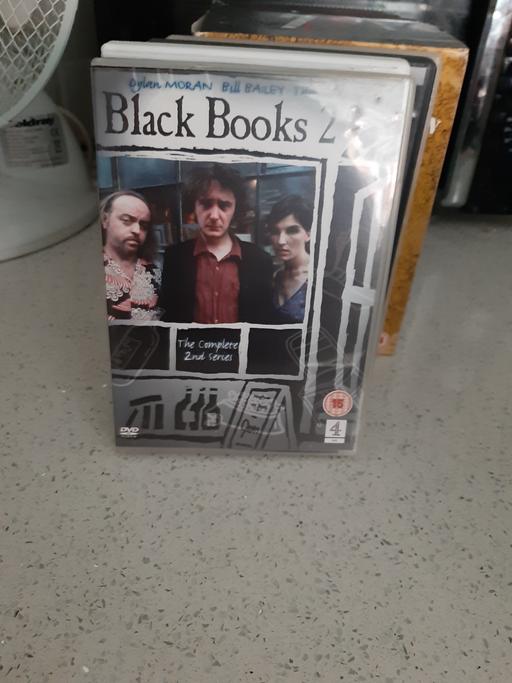 Dylan MORAN Bill BAILEY
Black Books 2
The Complete
2nd Series
15
4
DVD